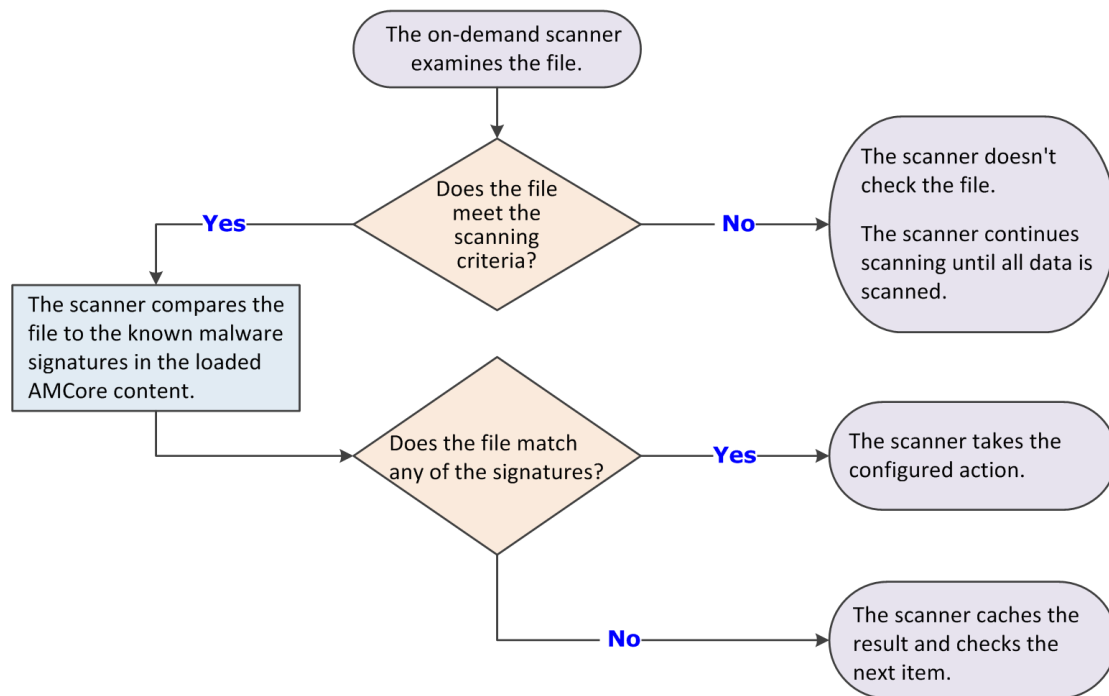 The on-demand scanner
examines the file.
Does the file
meet the
scanning
criteria?
Yes
No
The scanner doesn't
check the file.
The scanner continues
scanning until all data is
scanned.
The scanner compares the
file to the known malware
signatures in the loaded
AMCore content.
Does the file match
any of the signatures?
Yes
The scanner takes the
configured action.
No
The scanner caches the
result and checks the
next item.